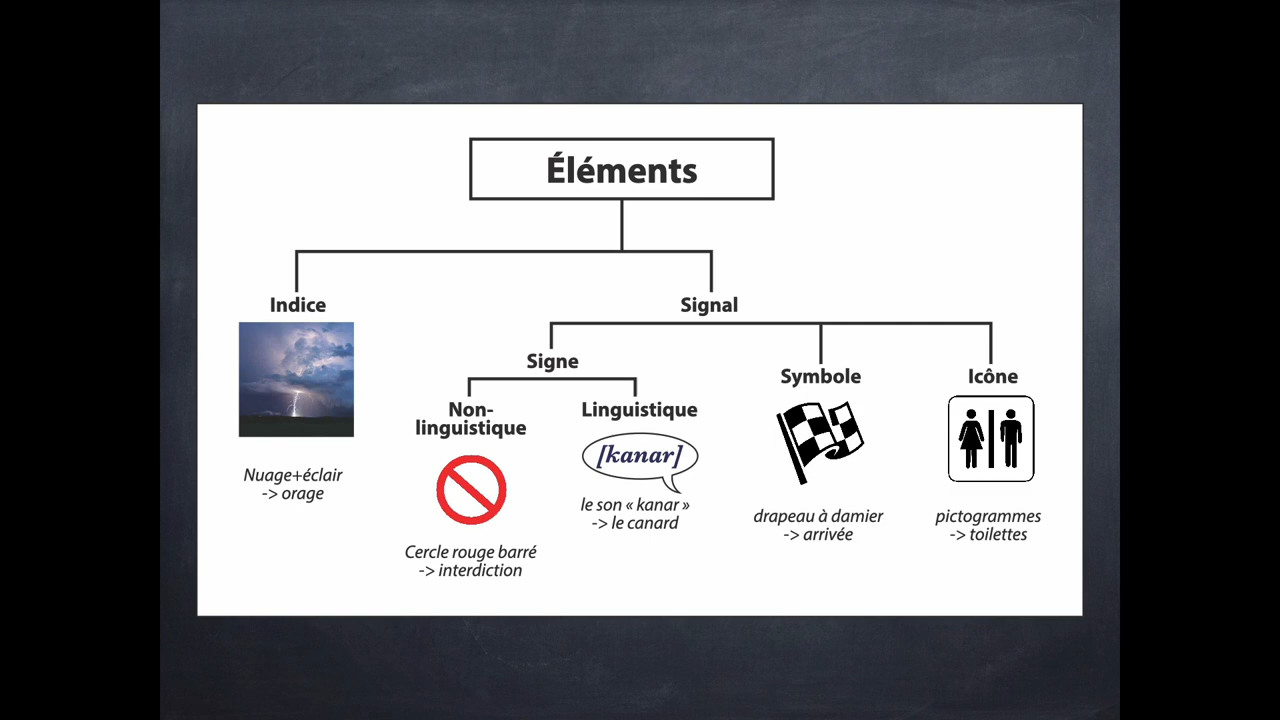 Éléments
Indice
Nuage+éclair
-> orage
Signal
Signe
Non-
linguistique
Cercle rouge barré
-> interdiction
Linguistique
[kanar]
le son « kanar »
-> le canard
Symbole
drapeau à damier
-> arrivée
Icône
pictogrammes
-> toilettes